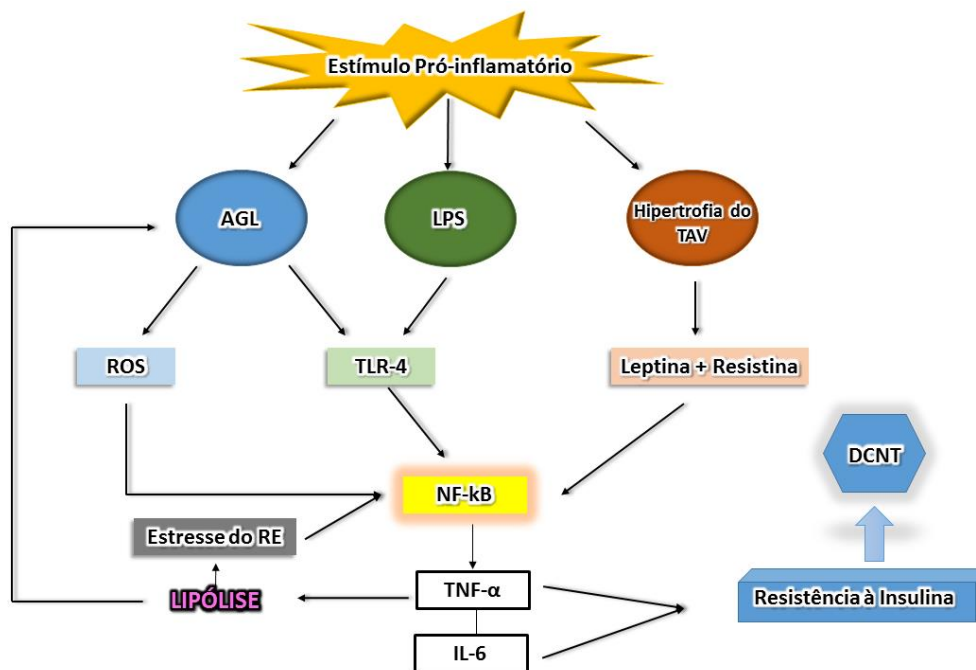 Estímulo Pró-inflamatório
AGL
LPS
Hipertrofia do
TAV
ROS
TLR-4
Leptina + Resistina
DCNT
NF-kB
Estresse do RE
LIPÓLISE
TNF-α
Resistência à Insulina
IL-6